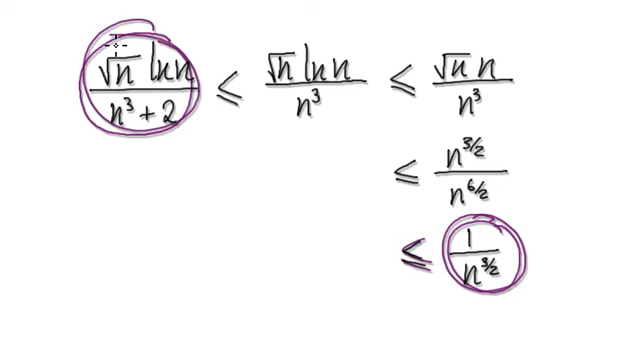 √n ln n / n³ + 2 ≤ √n ln n / n³ ≤ √n n / n³
≤ n^3/2 / n^6/2
≤ 1 / n^3/2